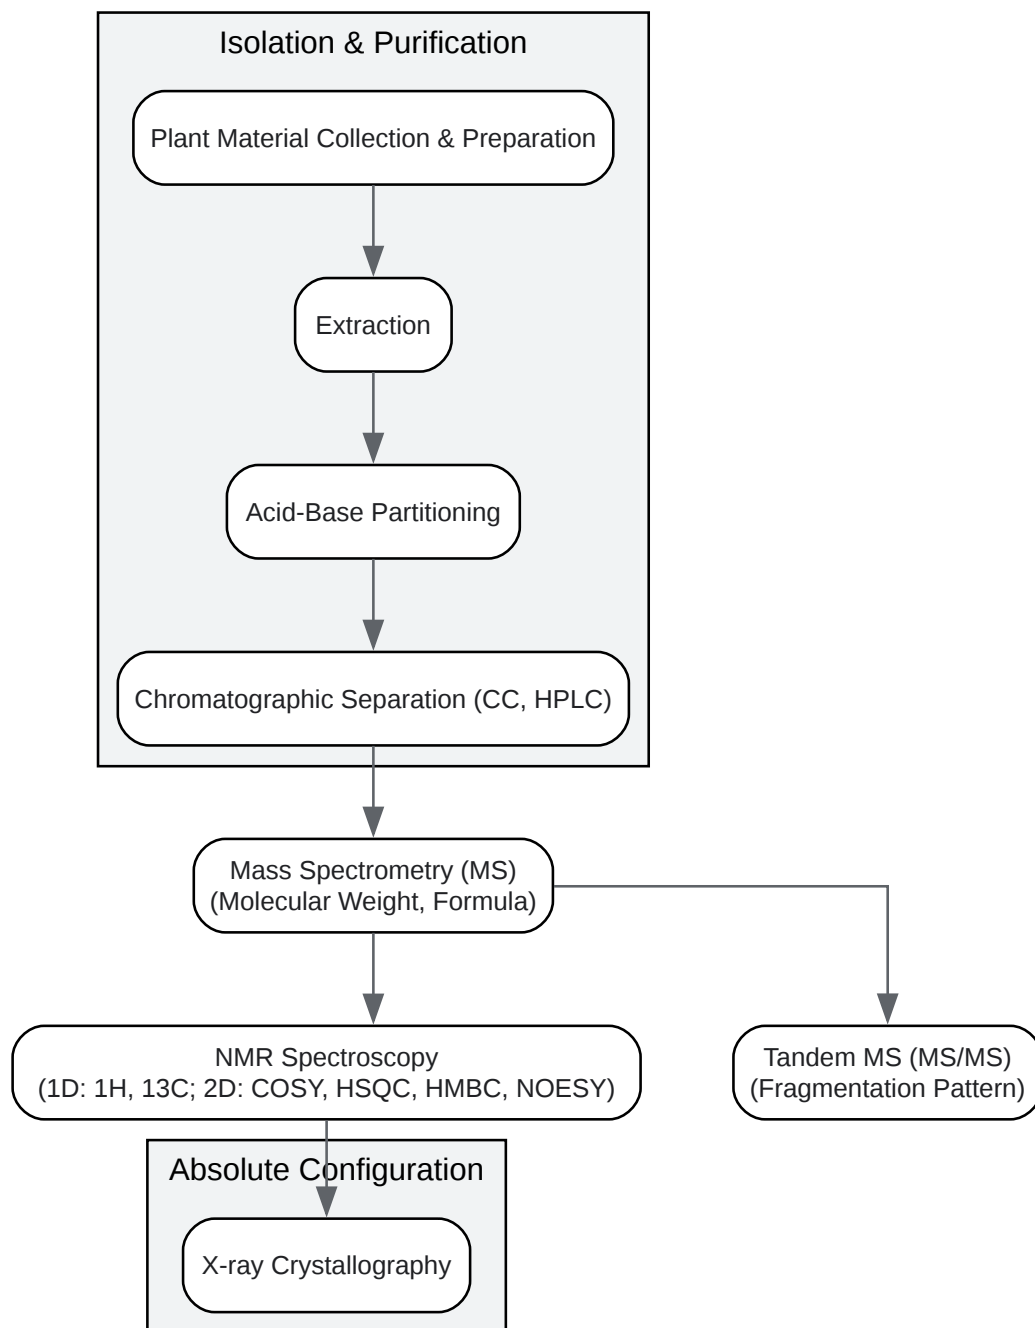 Isolation & Purification
Plant Material Collection & Preparation
Extraction
Acid-Base Partitioning
Chromatographic Separation (CC, HPLC)
Mass Spectrometry (MS)
(Molecular Weight, Formula)
NMR Spectroscopy
(1D: 1H, 13C; 2D: COSY, HSQC, HMBC, NOESY)
Tandem MS (MS/MS)
(Fragmentation Pattern)
Absolute Configuration
X-ray Crystallography